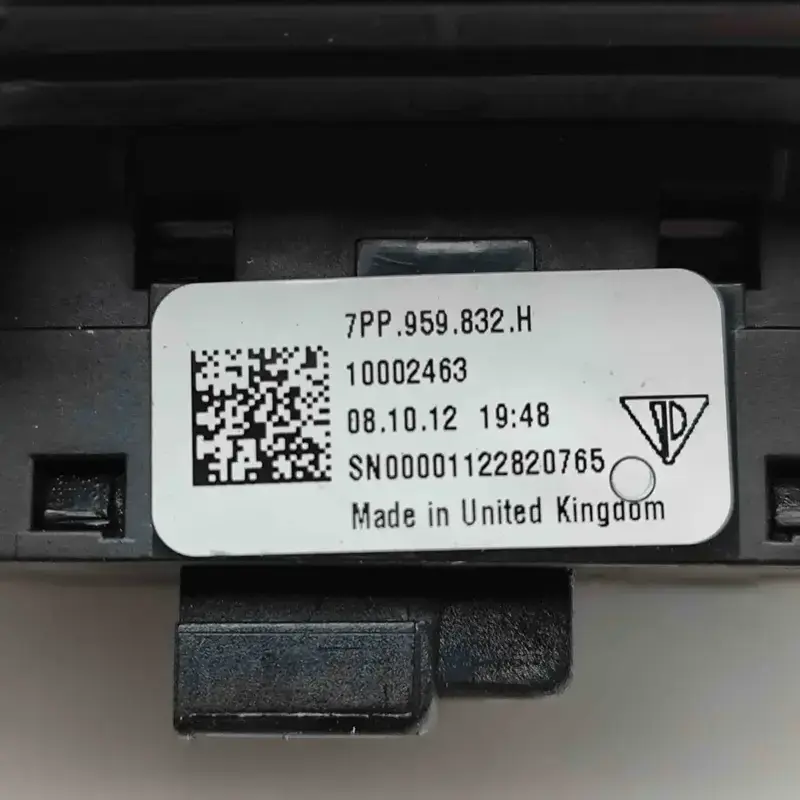 7PP.959.832.H
10002463
08.10.12 19:48
SN00001122820765
Made in United Kingdom